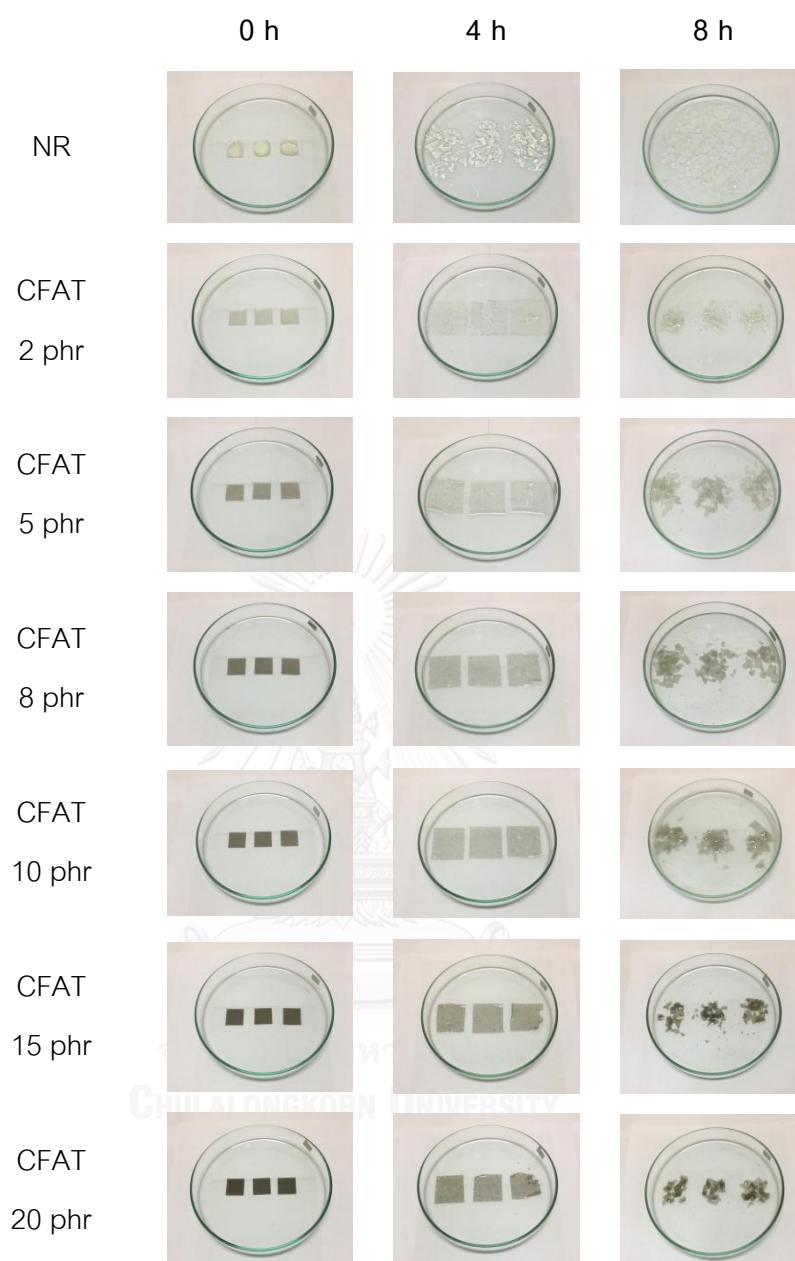 0 h 4 h 8 h
NR
CFAT
2 phr
CFAT
5 phr
CFAT
8 phr
CFAT
10 phr
CFAT
15 phr
CHULALONGKORN UNIVERSITY
CFAT
20 phr